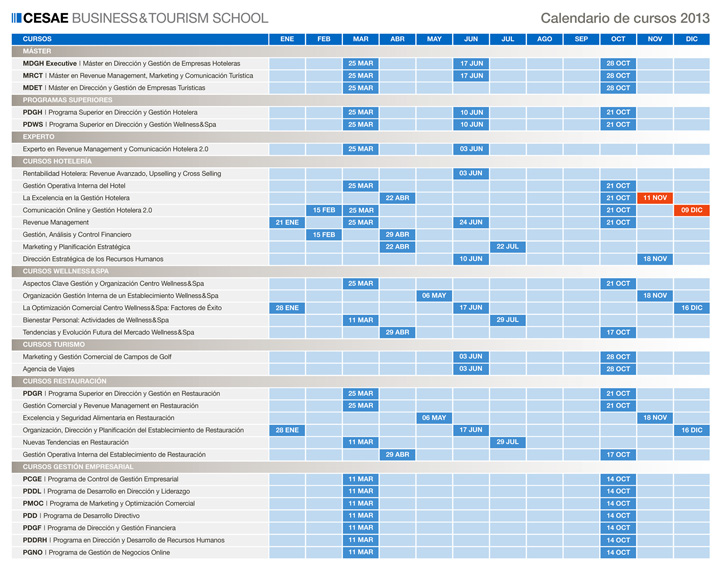 CESAE BUSINESS&TOURISM SCHOOL Calendario de cursos 2013
CURSOS ENE FEB MAR ABR MAY JUN JUL AGO SEP OCT NOV DIC
MÁSTER
MDGH Executive | Máster en Dirección y Gestión de Empresas Hoteleras 25 MAR 17 JUN 28 OCT
MRCT | Máster en Revenue Management, Marketing y Comunicación Turística 25 MAR 17 JUN 28 OCT
MDET | Máster en Dirección y Gestión de Empresas Turísticas 25 MAR 28 OCT
PROGRAMAS SUPERIORES
PDGH | Programa Superior en Dirección y Gestión Hotelera 25 MAR 10 JUN 21 OCT
PDWS | Programa Superior en Dirección y Gestión Wellness&Spa 25 MAR 10 JUN 21 OCT
EXPERTO
Experto en Revenue Management y Comunicación Hotelera 2.0 25 MAR 03 JUN
CURSOS HOTELERÍA
Rentabilidad Hotelera: Revenue Avanzado, Upselling y Cross Selling 03 JUN
Gestión Operativa Interna del Hotel 25 MAR 21 OCT
La Excelencia en la Gestión Hotelera 22 ABR 21 OCT 11 NOV
Comunicación Online y Gestión Hotelera 2.0 15 FEB 25 MAR 21 OCT 09 DIC
Revenue Management 21 ENE 25 MAR 24 JUN 21 OCT
Gestión, Análisis y Control Financiero 15 FEB 29 ABR
Marketing y Planificación Estratégica 22 ABR 22 JUL
Dirección Estratégica de los Recursos Humanos 10 JUN 18 NOV
CURSOS WELLNESS&SPA
Aspectos Clave Gestión y Organización Centro Wellness&Spa 25 MAR 21 OCT
Organización Gestión Interna de un Establecimiento Wellness&Spa 06 MAY 18 NOV
La Optimización Comercial Centro Wellness&Spa: Factores de Éxito 28 ENE 17 JUN 16 DIC
Bienestar Personal: Actividades de Wellness&Spa 11 MAR 29 JUL
Tendencias y Evolución Futura del Mercado Wellness&Spa 29 ABR 17 OCT
CURSOS TURISMO
Marketing y Gestión Comercial de Campos de Golf 03 JUN 28 OCT
Agencia de Viajes 03 JUN 28 OCT
CURSOS RESTAURACIÓN
PDGR | Programa Superior en Dirección y Gestión en Restauración 25 MAR 21 OCT
Gestión Comercial y Revenue Management en Restauración 25 MAR 21 OCT
Excelencia y Seguridad Alimentaria en Restauración 06 MAY 18 NOV
Organización, Dirección y Planificación del Establecimiento de Restauración 28 ENE 17 JUN 16 DIC
Nuevas Tendencias en Restauración 11 MAR 29 JUL
Gestión Operativa Interna del Establecimiento de Restauración 29 ABR 17 OCT
CURSOS GESTIÓN EMPRESARIAL
PCGE | Programa de Control de Gestión Empresarial 11 MAR 14 OCT
PDDL | Programa de Desarrollo en Dirección y Liderazgo 11 MAR 14 OCT
PMOC | Programa de Marketing y Optimización Comercial 11 MAR 14 OCT
PDD | Programa de Desarrollo Directivo 11 MAR 14 OCT
PDGF | Programa de Dirección y Gestión Financiera 11 MAR 14 OCT
PDDRH | Programa en Dirección y Desarrollo de Recursos Humanos 11 MAR 14 OCT
PGNO | Programa de Gestión de Negocios Online 11 MAR 14 OCT